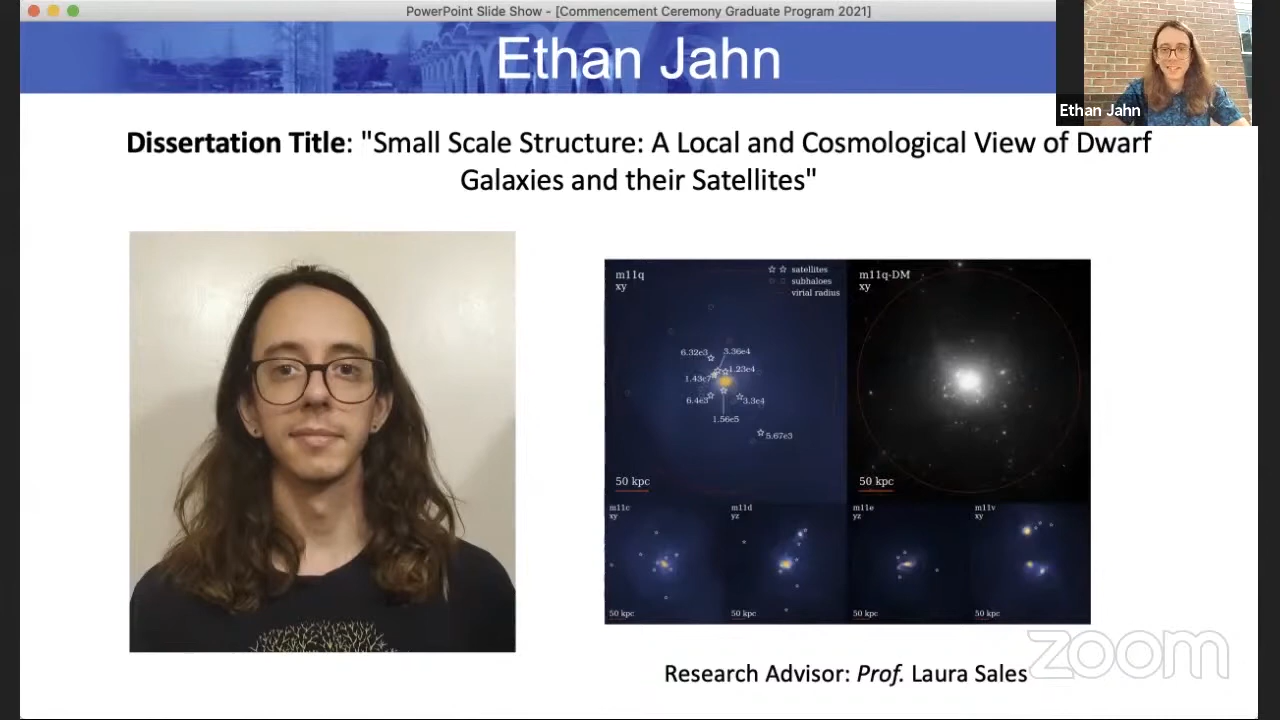 PowerPoint Slide Show - [Commencement Ceremony Graduate Program 2021]
Ethan Jahn
Ethan Jahn
Dissertation Title: "Small Scale Structure: A Local and Cosmological View of Dwarf
Galaxies and their Satellites"
m11q
xy
satellites
subhaloes
virial radius
6.32e3
3.36e4
1.23e4
1.43e7
6.4e3
3.3e4
1.56e5
5.67e3
50 kpc
m11q-DM
xy
50 kpc
m11c
xy
50 kpc
m11d
yz
50 kpc
m11e
yz
50 kpc
m11v
xy
50 kpc
Research Advisor: Prof. Laura Sales
zoom